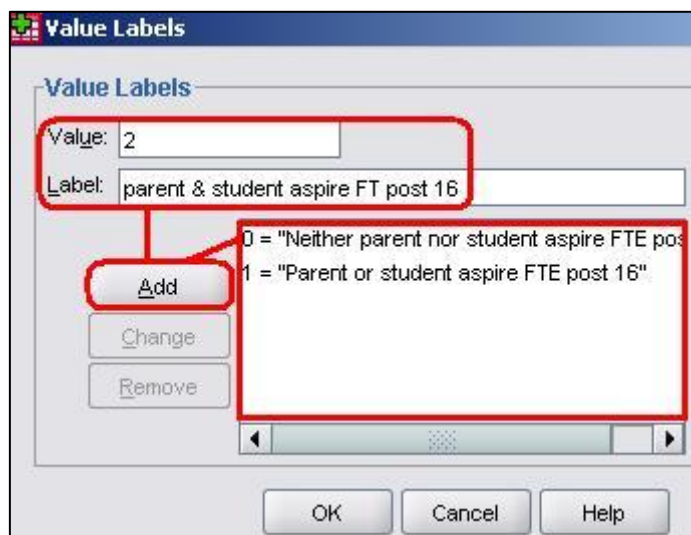 Value Labels
Value Labels
Value: 2
Label: parent & student aspire FT post 16
0 = "Neither parent nor student aspire FTE pos
1 = "Parent or student aspire FTE post 16"
Add
Change
Remove
OK Cancel Help